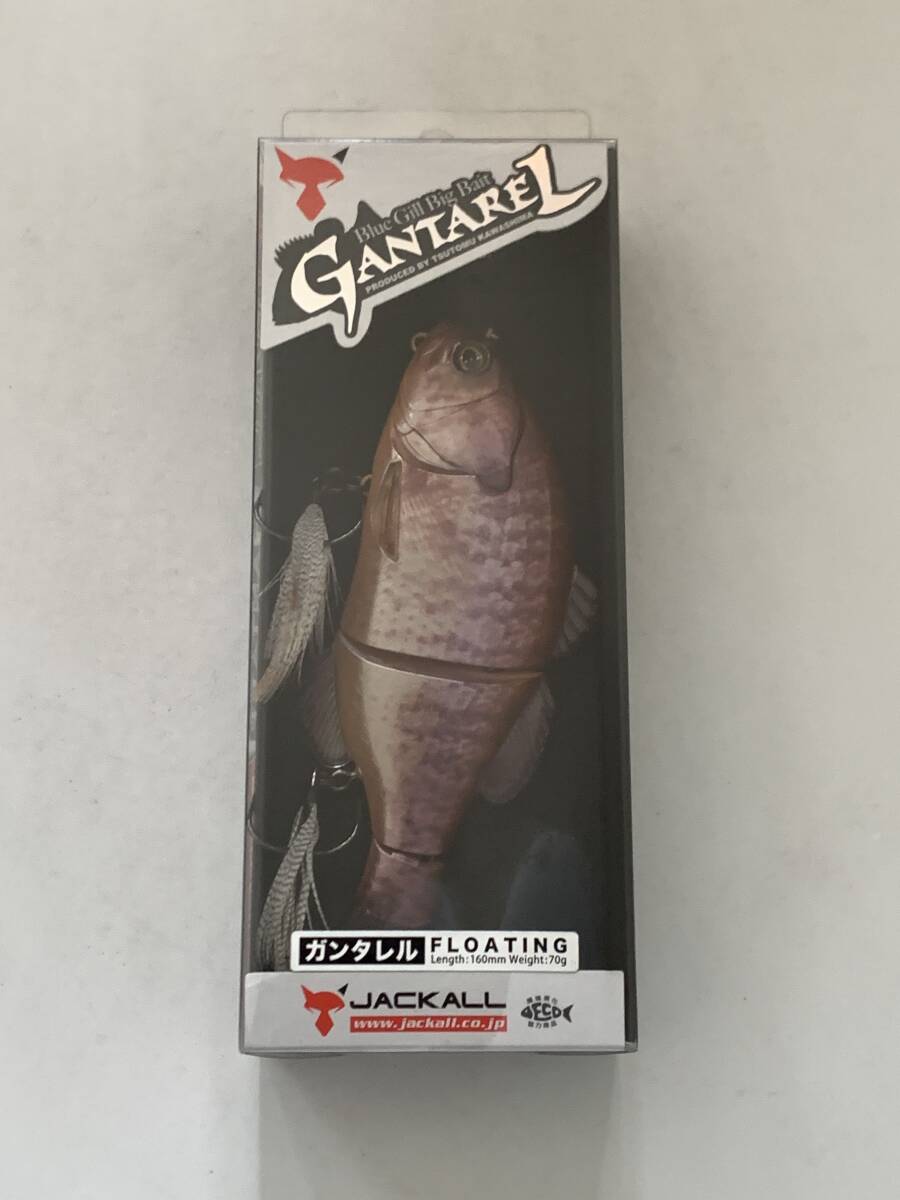 Blue Gill Big Bait
GANTAREL
PRODUCED BY TSUTOMU KAWASHIMA
ガンタレル FLOATING
Length:160mm Weight:70g
JACKALL
www.jackall.co.jp
ECO